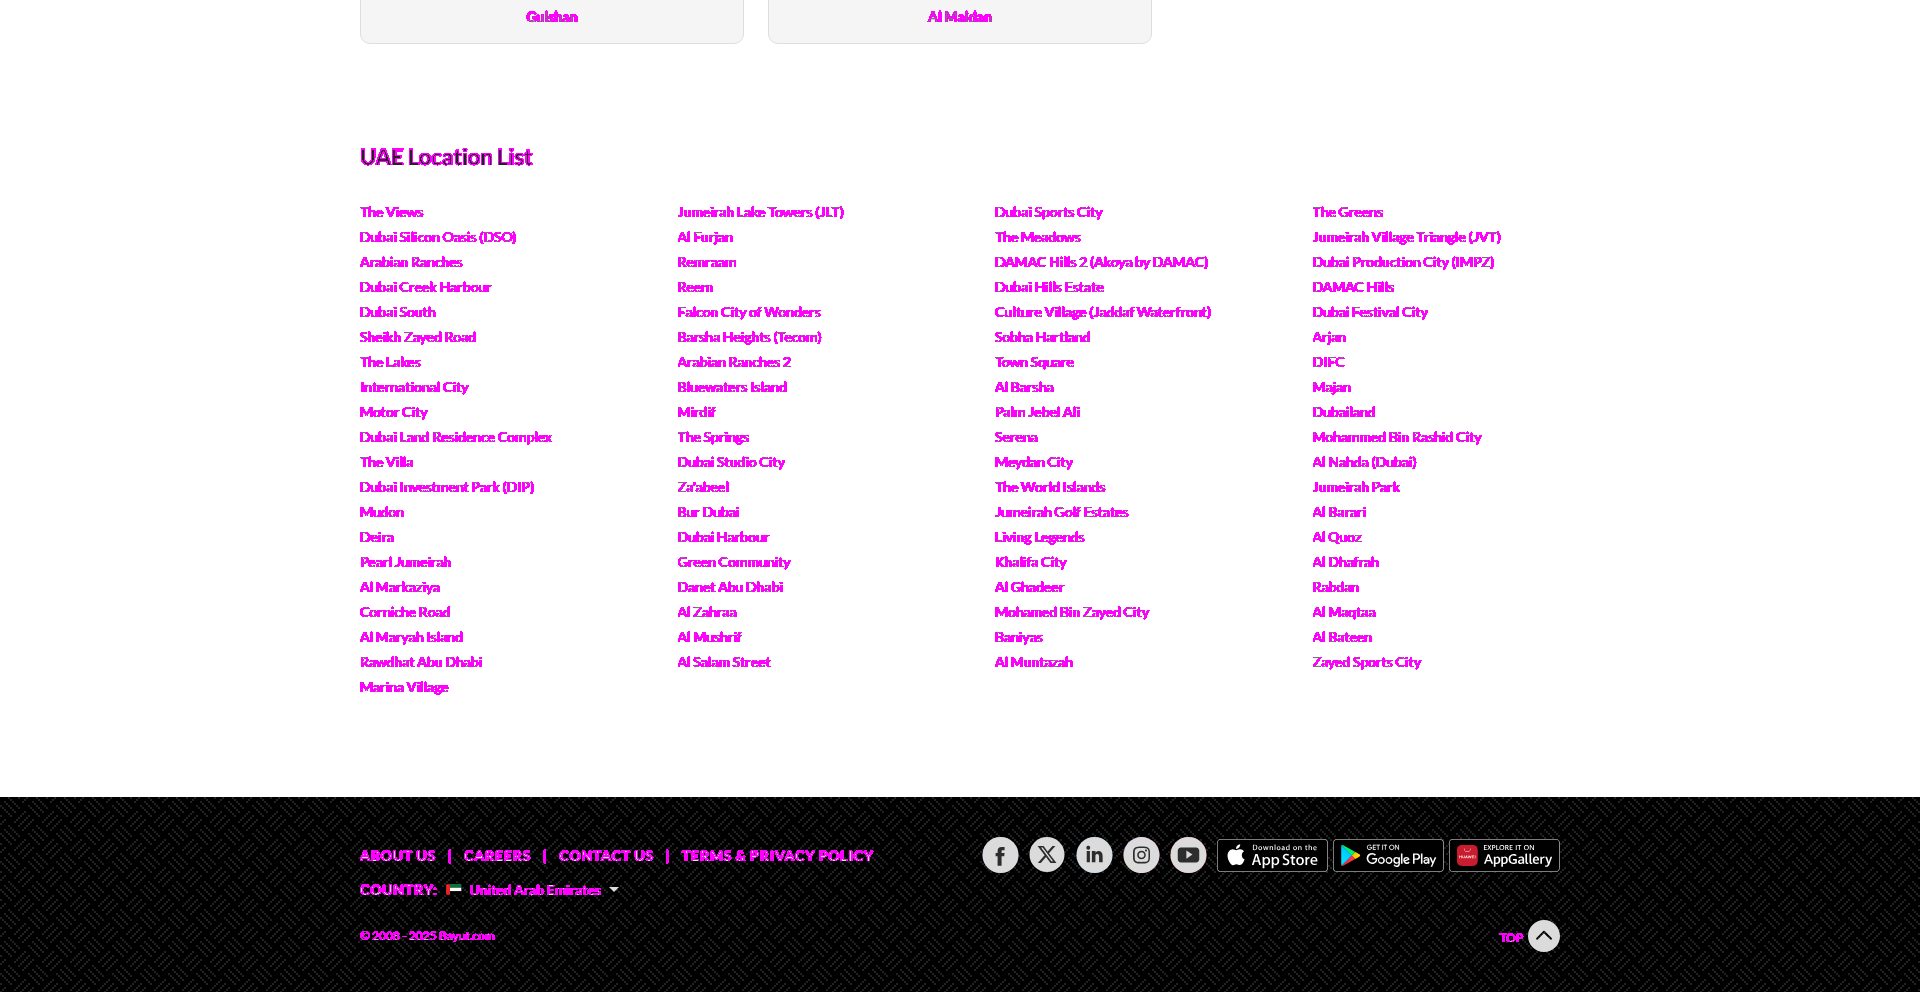 Gulshan
Al Maidan
UAE Location List
The Views
Jumeirah Lake Towers (JLT)
Dubai Sports City
The Greens
Dubai Silicon Oasis (DSO)
Al Furjan
The Meadows
Jumeirah Village Triangle (JVT)
Arabian Ranches
Remraam
DAMAC Hills 2 (Akoya by DAMAC)
Dubai Production City (IMPZ)
Dubai Creek Harbour
Reem
Dubai Hills Estate
DAMAC Hills
Dubai South
Falcon City of Wonders
Culture Village (Jaddaf Waterfront)
Dubai Festival City
Sheikh Zayed Road
Barsha Heights (Tecom)
Sobha Hartland
Arjan
The Lakes
Arabian Ranches 2
Town Square
DIFC
International City
Bluewaters Island
Al Barsha
Majan
Motor City
Mirdif
Palm Jebel Ali
Dubailand
Dubai Land Residence Complex
The Springs
Serena
Mohammed Bin Rashid City
The Villa
Dubai Studio City
Meydan City
Al Nahda (Dubai)
Dubai Investment Park (DIP)
Za'abeel
The World Islands
Jumeirah Park
Mudon
Bur Dubai
Jumeirah Golf Estates
Al Barari
Deira
Dubai Harbour
Living Legends
Al Quoz
Pearl Jumeirah
Green Community
Khalifa City
Al Dhafrah
Al Markaziya
Danet Abu Dhabi
Al Ghadeer
Rabdan
Corniche Road
Al Zahraa
Mohamed Bin Zayed City
Al Maqtaa
Al Maryah Island
Al Mushrif
Baniyas
Al Bateen
Rawdhat Abu Dhabi
Al Salam Street
Al Muntazah
Zayed Sports City
Marina Village
ABOUT US | CAREERS | CONTACT US | TERMS & PRIVACY POLICY
Download on the
App Store
GET IT ON
Google Play
HUAWEI
EXPLORE IT ON
AppGallery
COUNTRY: United Arab Emirates
© 2008 - 2025 Bayut.com
TOP